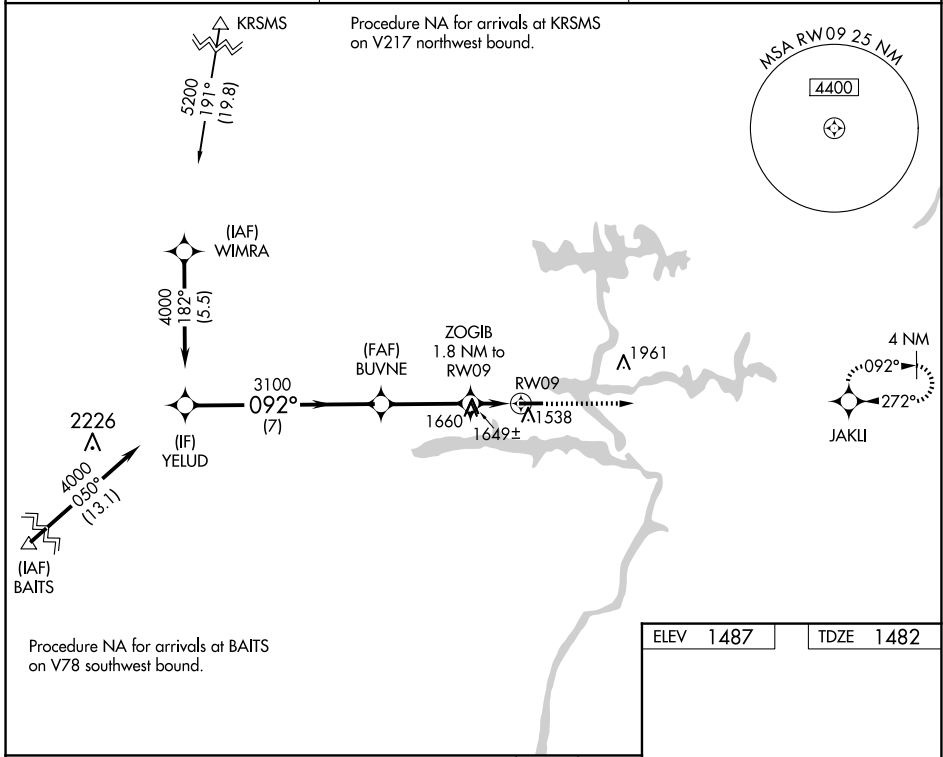 KRSMS
Procedure NA for arrivals at KRSMS
on V217 northwest bound.
MSA RW09 25 NM
4400
5200
191°
(19.8)
(IAF)
WIMRA
4000
182°
(5.5)
ZOGIB
1.8 NM to
RW09
(FAF)
BUVNE
RW09
1961
4 NM
092°
272°
JAKLI
3100
092°
(7)
1660
1649±
1538
2226
(IF)
YELUD
4000
050°
(13.1)
(IAF)
BAITS
Procedure NA for arrivals at BAITS
on V78 southwest bound.
ELEV 1487
TDZE 1482